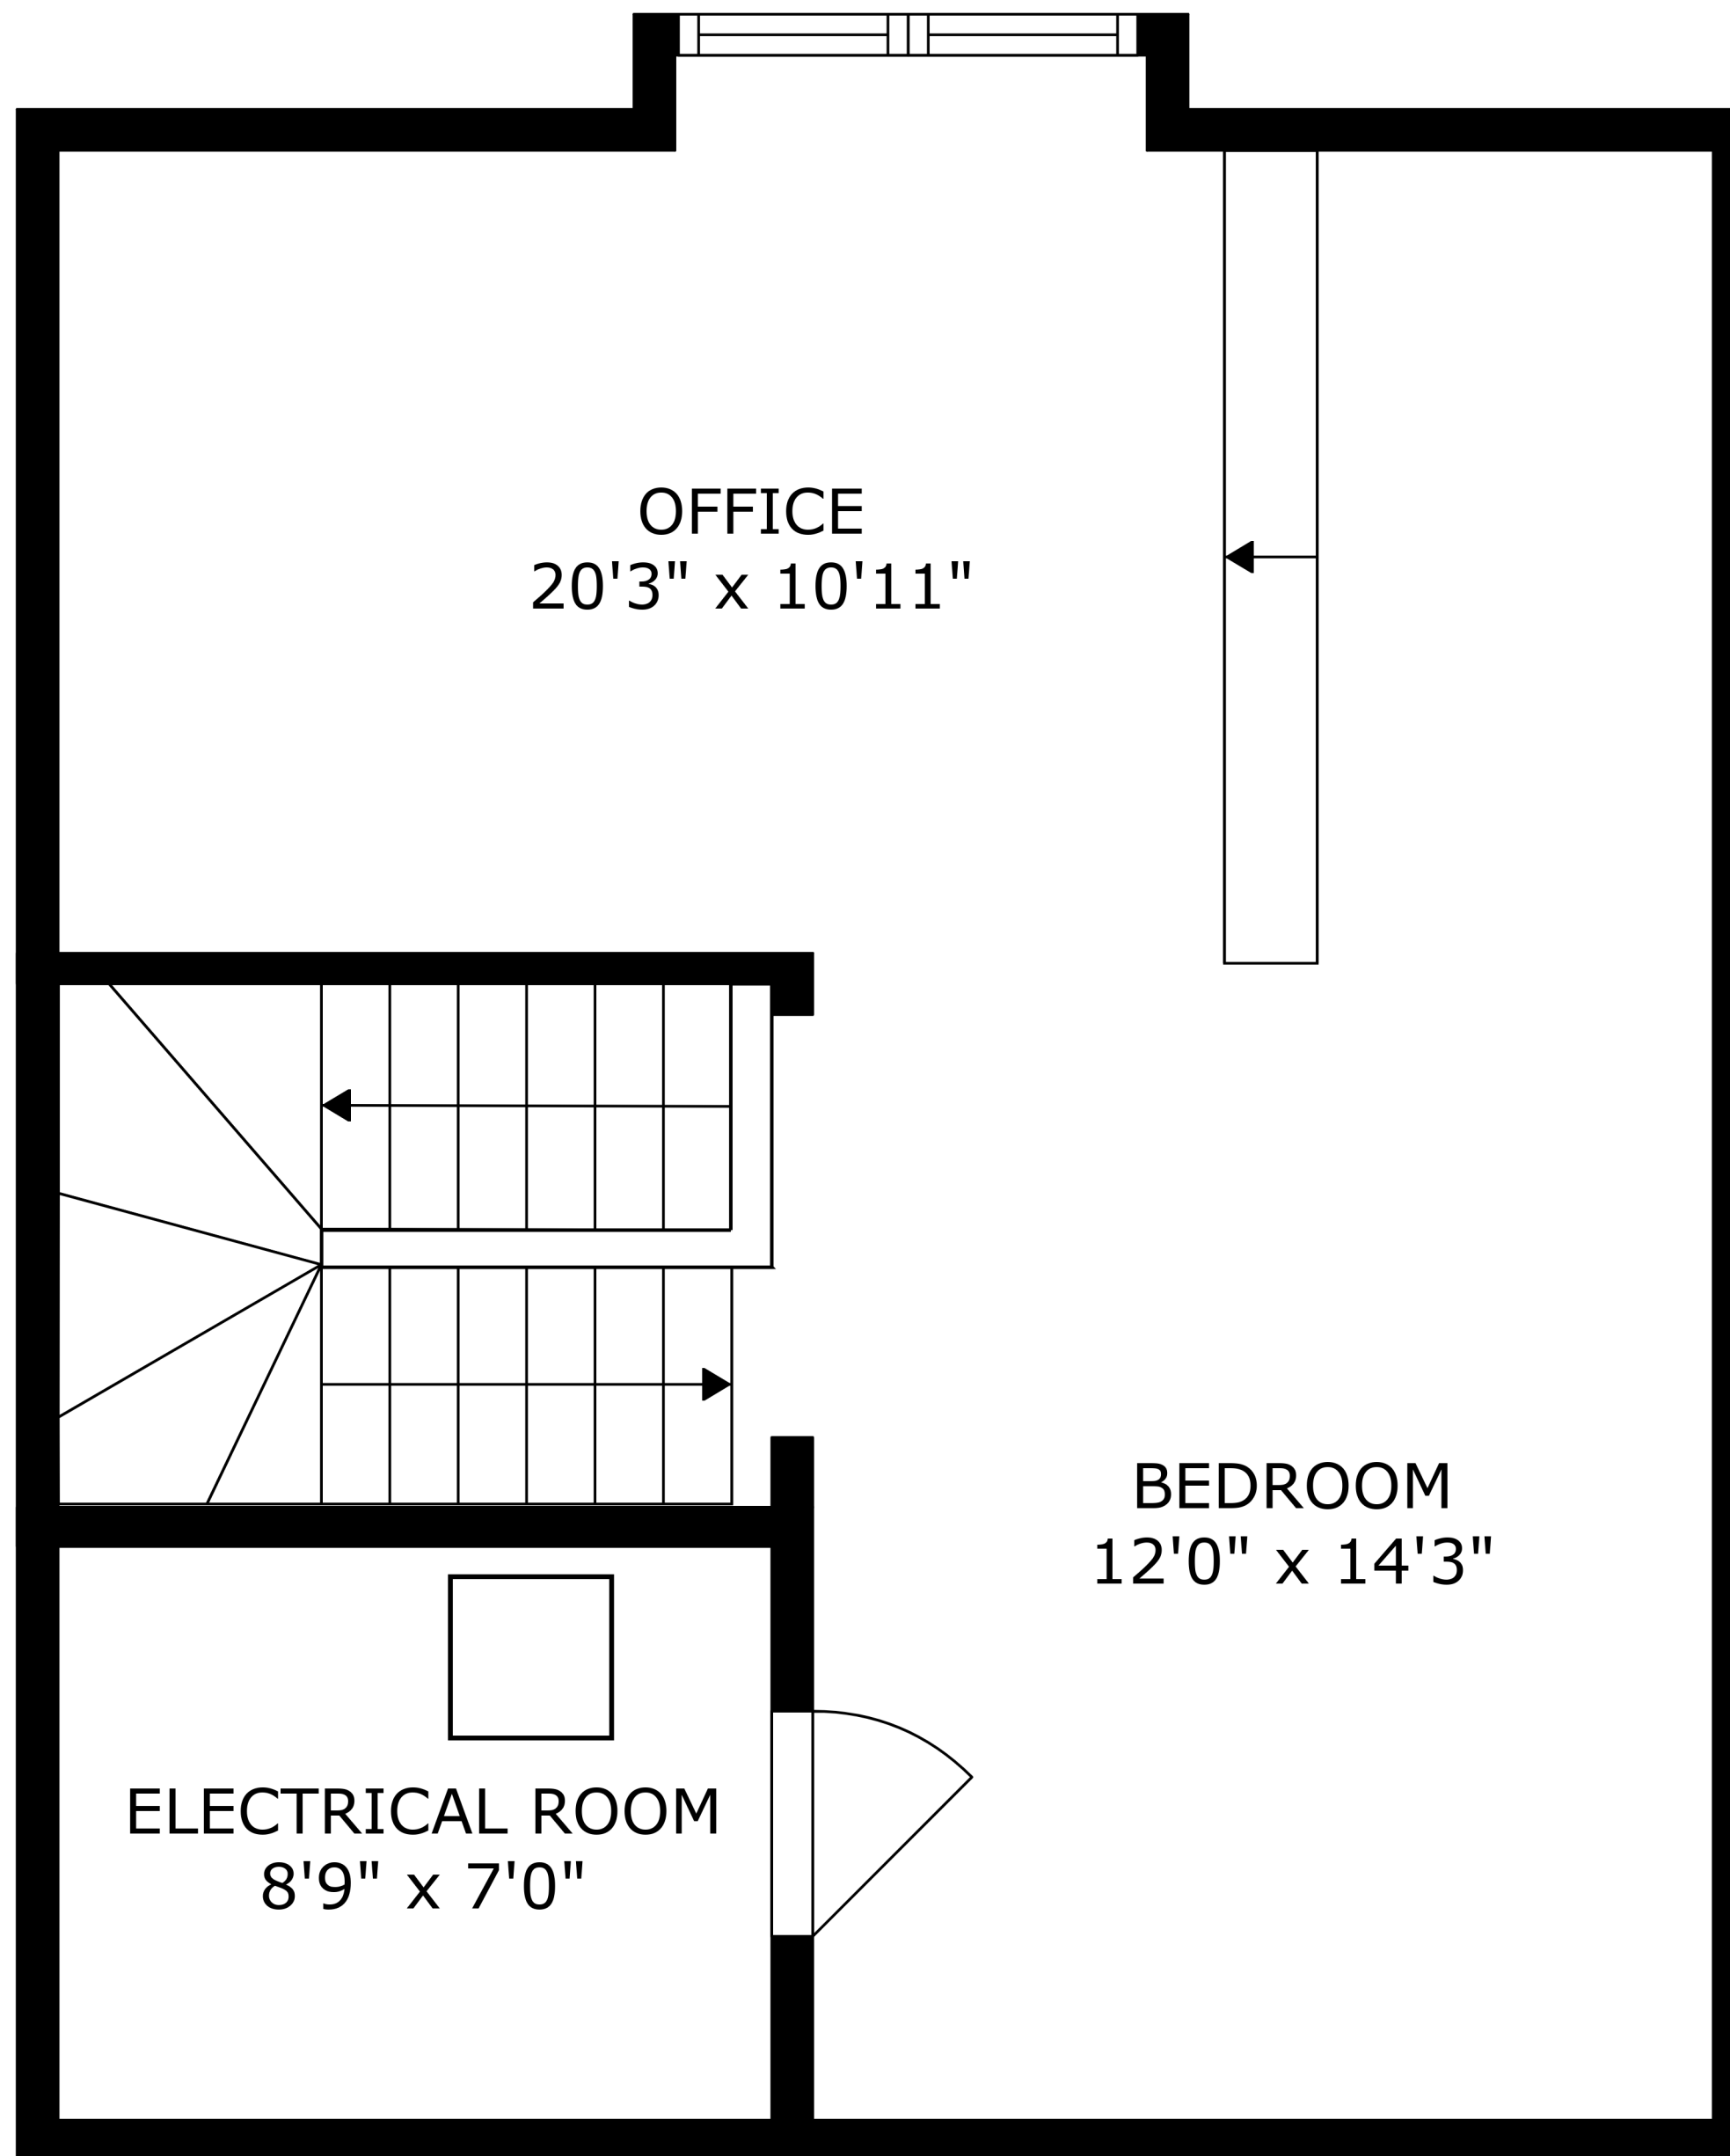 OFFICE
20'3" x 10'11"
BEDROOM
12'0" x 14'3"
ELECTRICAL ROOM
8'9" x 7'0"